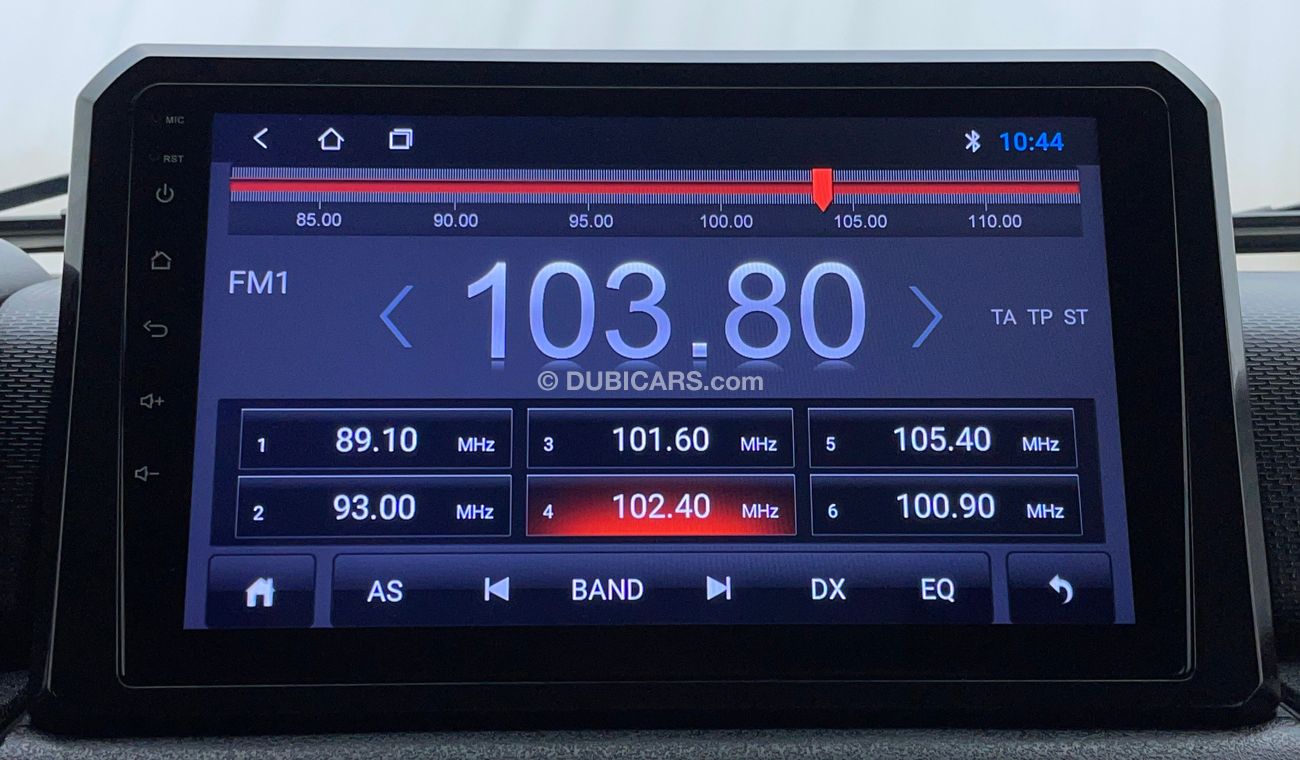 MIC
RST
10:44
85.00 90.00 95.00 100.00 105.00 110.00
FM1
103.80
TA TP ST
© DUBICARS.com
1 89.10 MHz 3 101.60 MHz 5 105.40 MHz
2 93.00 MHz 4 102.40 MHz 6 100.90 MHz
AS BAND DX EQ